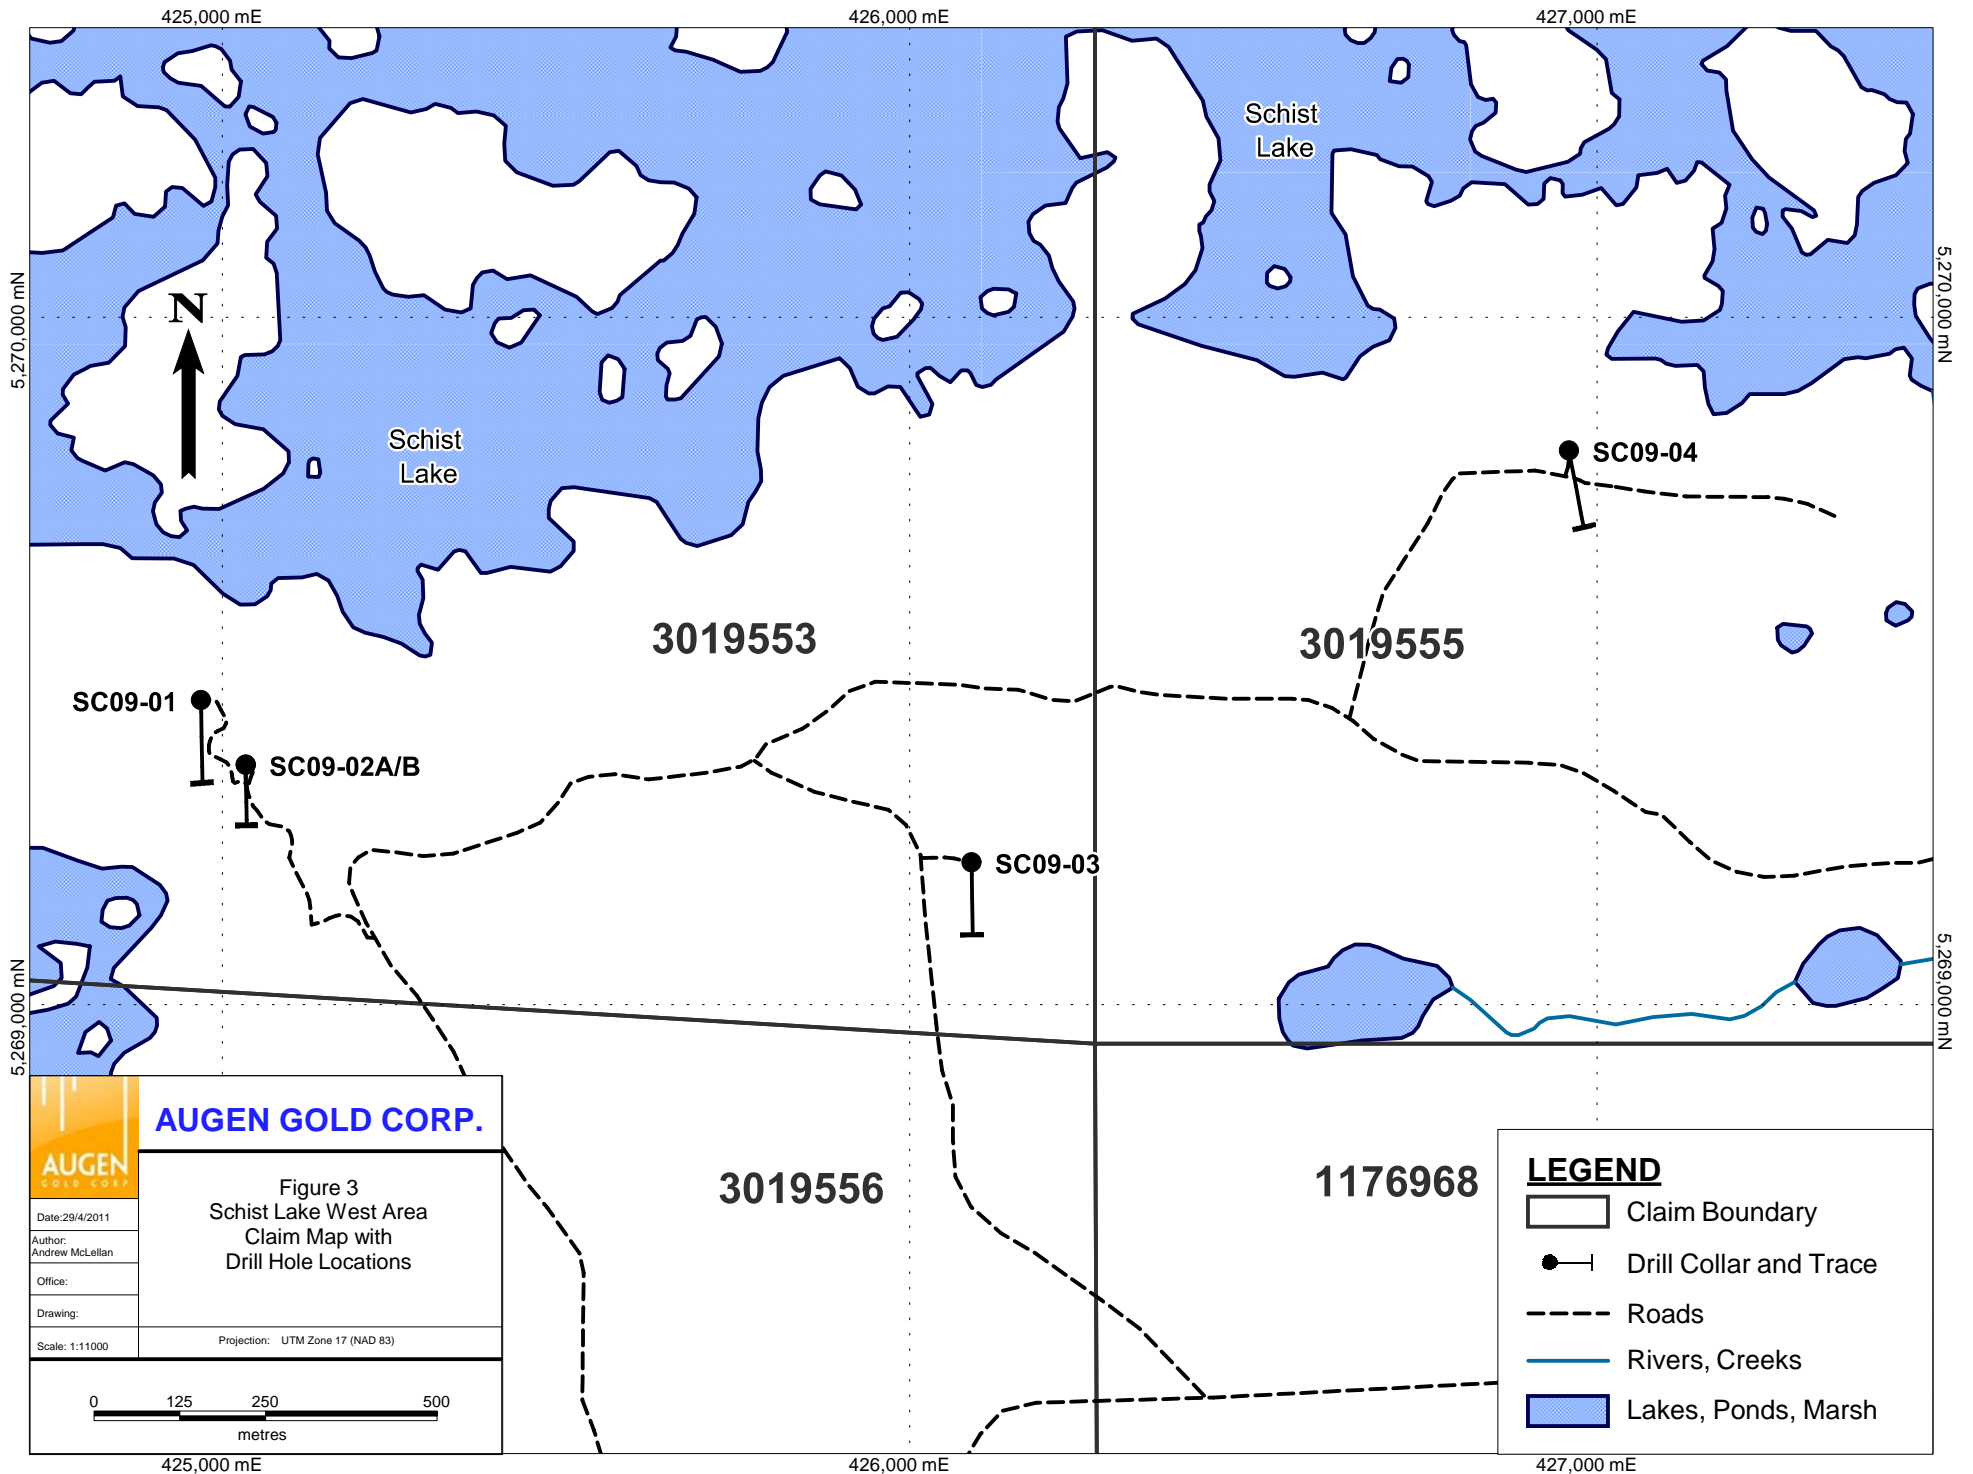 425,000 mE
426,000 mE
427,000 mE
Schist
Lake
5,270,000 mN
5,270,000 mN
N
Schist
Lake
SC09-04
3019553
3019555
SC09-01
SC09-02A/B
SC09-03
5,269,000 mN
5,269,000 mN
AUGEN
GOLD CORP
AUGEN GOLD CORP.
Figure 3
Schist Lake West Area
Claim Map with
Drill Hole Locations
Date:29/4/2011
Author:
Andrew McLellan
Office:
Drawing:
Scale: 1:11000
Projection: UTM Zone 17 (NAD 83)
0 125 250 500
metres
3019556
1176968
LEGEND
Claim Boundary
Drill Collar and Trace
Roads
Rivers, Creeks
Lakes, Ponds, Marsh
425,000 mE
426,000 mE
427,000 mE